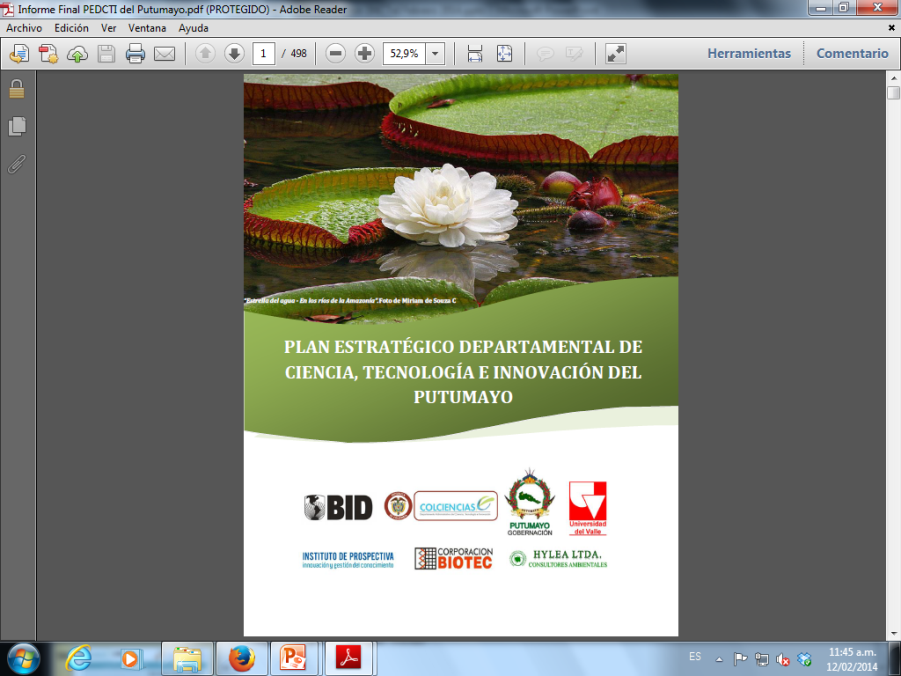 Informe Final PEDCTI del Putumayo.pdf (PROTEGIDO) - Adobe Reader
Archivo Edición Ver Ventana Ayuda
1 / 498 52,9% Herramientas Comentario
"Estrella del agua - En los ríos de la Amazonía".Foto de Miriam de Souza C
PLAN ESTRATÉGICO DEPARTAMENTAL DE
CIENCIA, TECNOLOGÍA E INNOVACIÓN DEL
PUTUMAYO
BID
COLCIENCIAS
PUTUMAYO
GOBERNACIÓN
Universidad
del Valle
INSTITUTO DE PROSPECTIVA
innovación y gestión del conocimiento
CORPORACION
BIOTEC
HYLEA LTDA.
CONSULTORES AMBIENTALES
ES
11:45 a.m.
12/02/2014